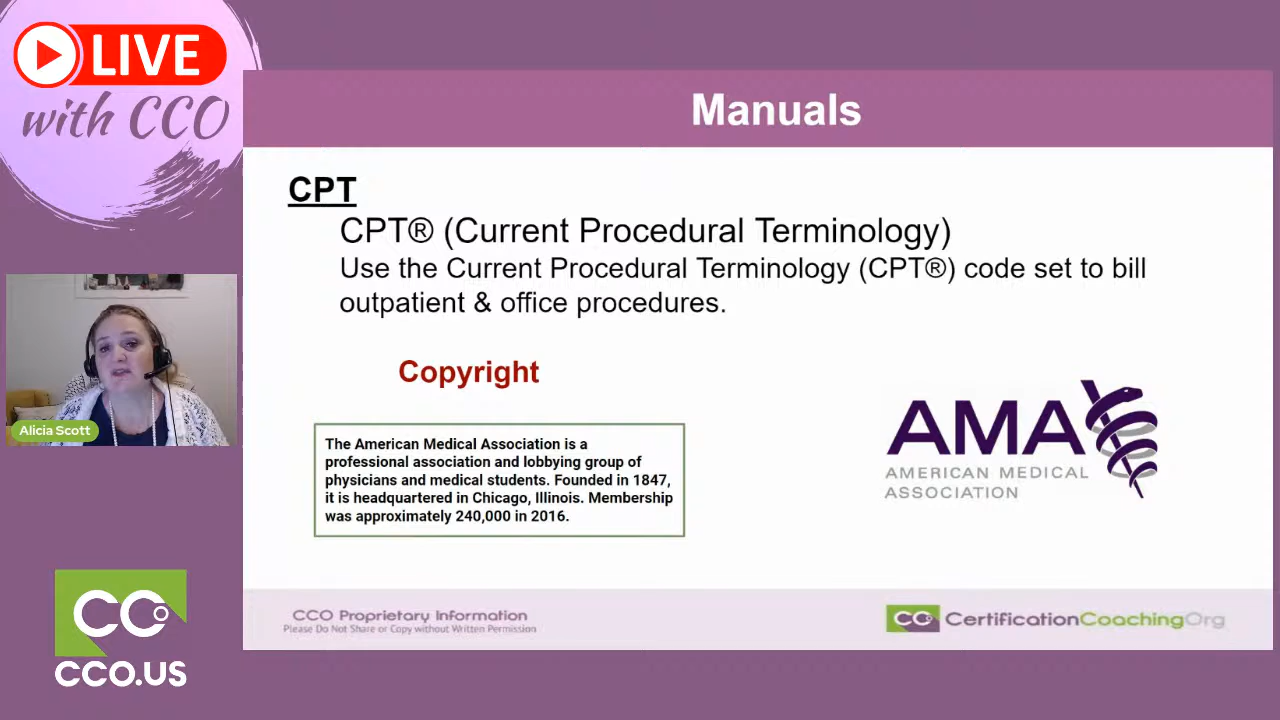 LIVE
with CCO
Manuals
CPT
CPT® (Current Procedural Terminology)
Use the Current Procedural Terminology (CPT®) code set to bill
outpatient & office procedures.
Copyright
The American Medical Association is a
professional association and lobbying group of
physicians and medical students. Founded in 1847,
it is headquartered in Chicago, Illinois. Membership
was approximately 240,000 in 2016.
AMA
AMERICAN MEDICAL
ASSOCIATION
Alicia Scott
CCO
CCO.US
CCO Proprietary Information
Please Do Not Share or Copy without Written Permission
CCO CertificationCoachingOrg